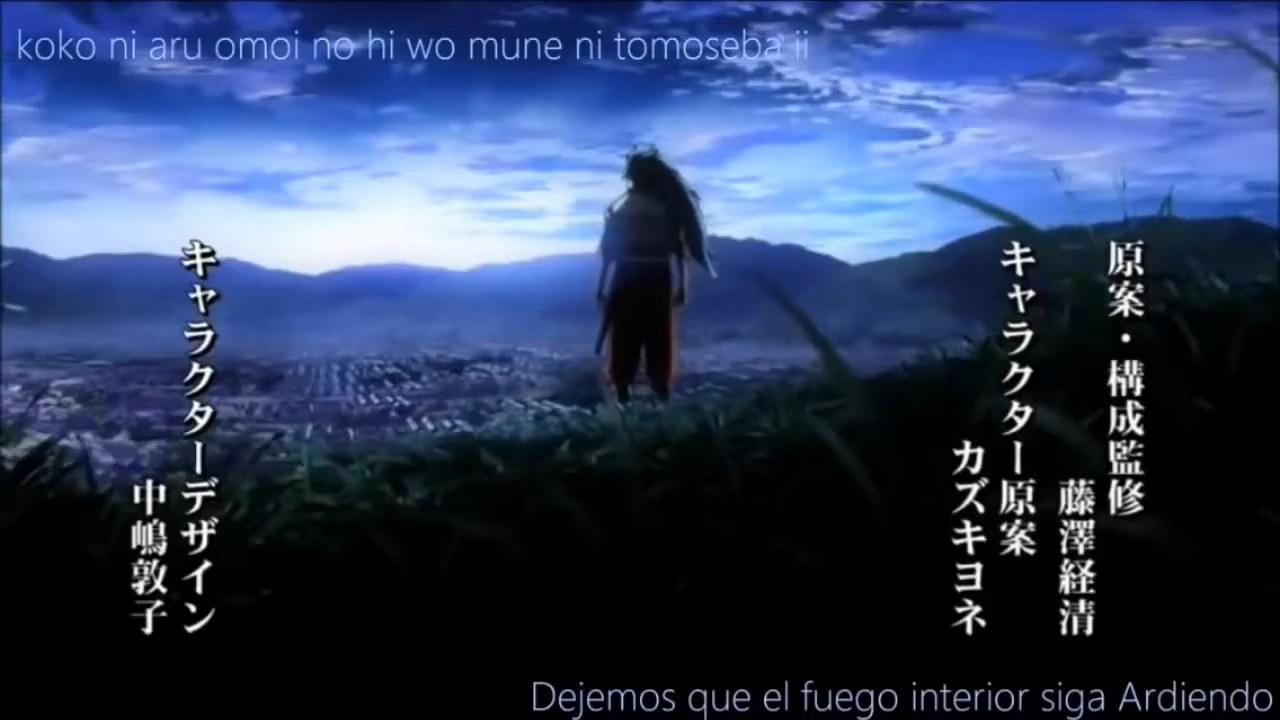 koko ni aru omoi no hi wo mune ni tomoseba ii
原案・構成監修
藤澤経清
キャラクター原案
カズキヨネ
キャラクターデザイン
中嶋敦子
Dejemos que el fuego interior siga Ardiendo